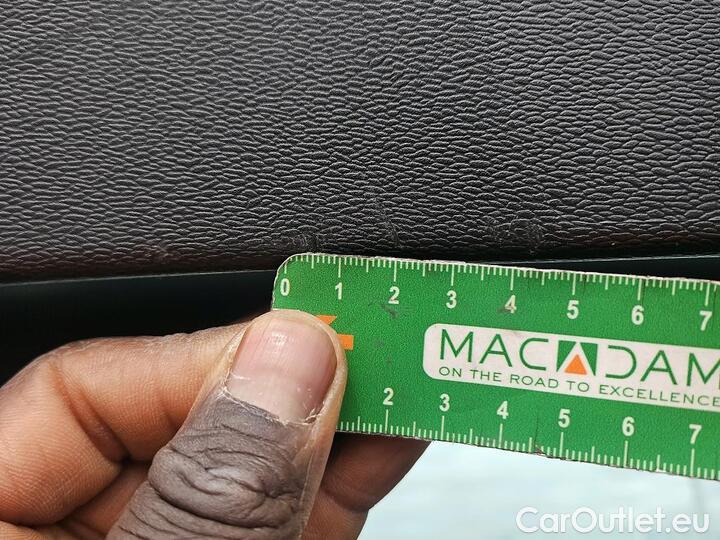 0 1 2 3 4 5 6 7
MACADAM
ON THE ROAD TO EXCELLENCE
2 3 4 5 6 7
CarOutlet.eu